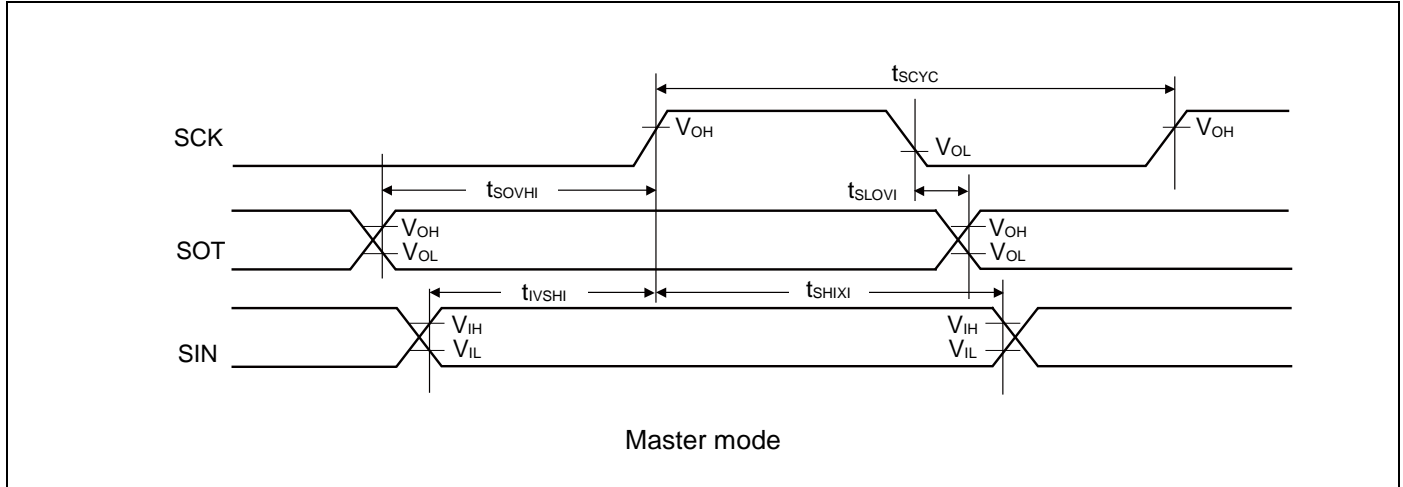 tSCYC
SCK
VOH
VOL
VOH
tSOVHI
tSLOVI
SOT
VOH
VOL
VOH
VOL
tIVSHI
tSHIXI
SIN
VIH
VIL
VIH
VIL
Master mode